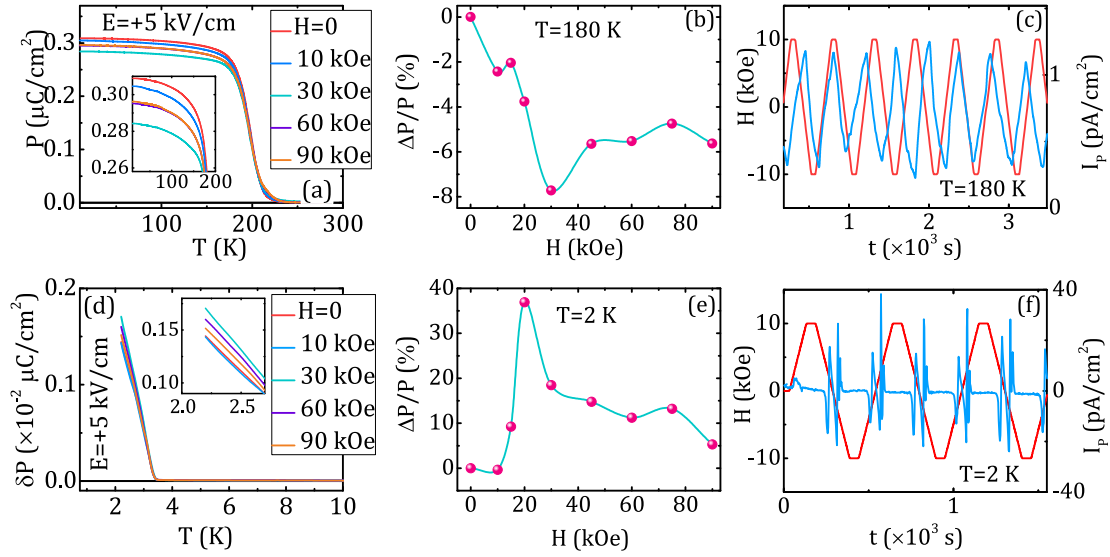 E=+5 kV/cm
H=0
10 kOe
30 kOe
60 kOe
90 kOe
P (μC/cm²)
0.3
0.2
0.1
0.0
0.30
0.28
0.26
100 200
(a)
100 200 300
T (K)
(b)
T=180 K
ΔP/P (%)
0
-2
-4
-6
-8
0 20 40 60 80
H (kOe)
(c)
H (kOe)
10
0
-10
T=180 K
1
0
I_P (pA/cm²)
1 2 3
t (×10³ s)
(d)
δP (×10⁻² μC/cm²)
0.2
0.1
0.0
E=+5 kV/cm
0.15
0.10
2.0 2.5
H=0
10 kOe
30 kOe
60 kOe
90 kOe
2 4 6 8 10
T (K)
(e)
T=2 K
ΔP/P (%)
40
30
20
10
0
0 20 40 60 80
H (kOe)
(f)
H (kOe)
10
0
-10
T=2 K
40
0
-40
I_P (pA/cm²)
0 1
t (×10³ s)